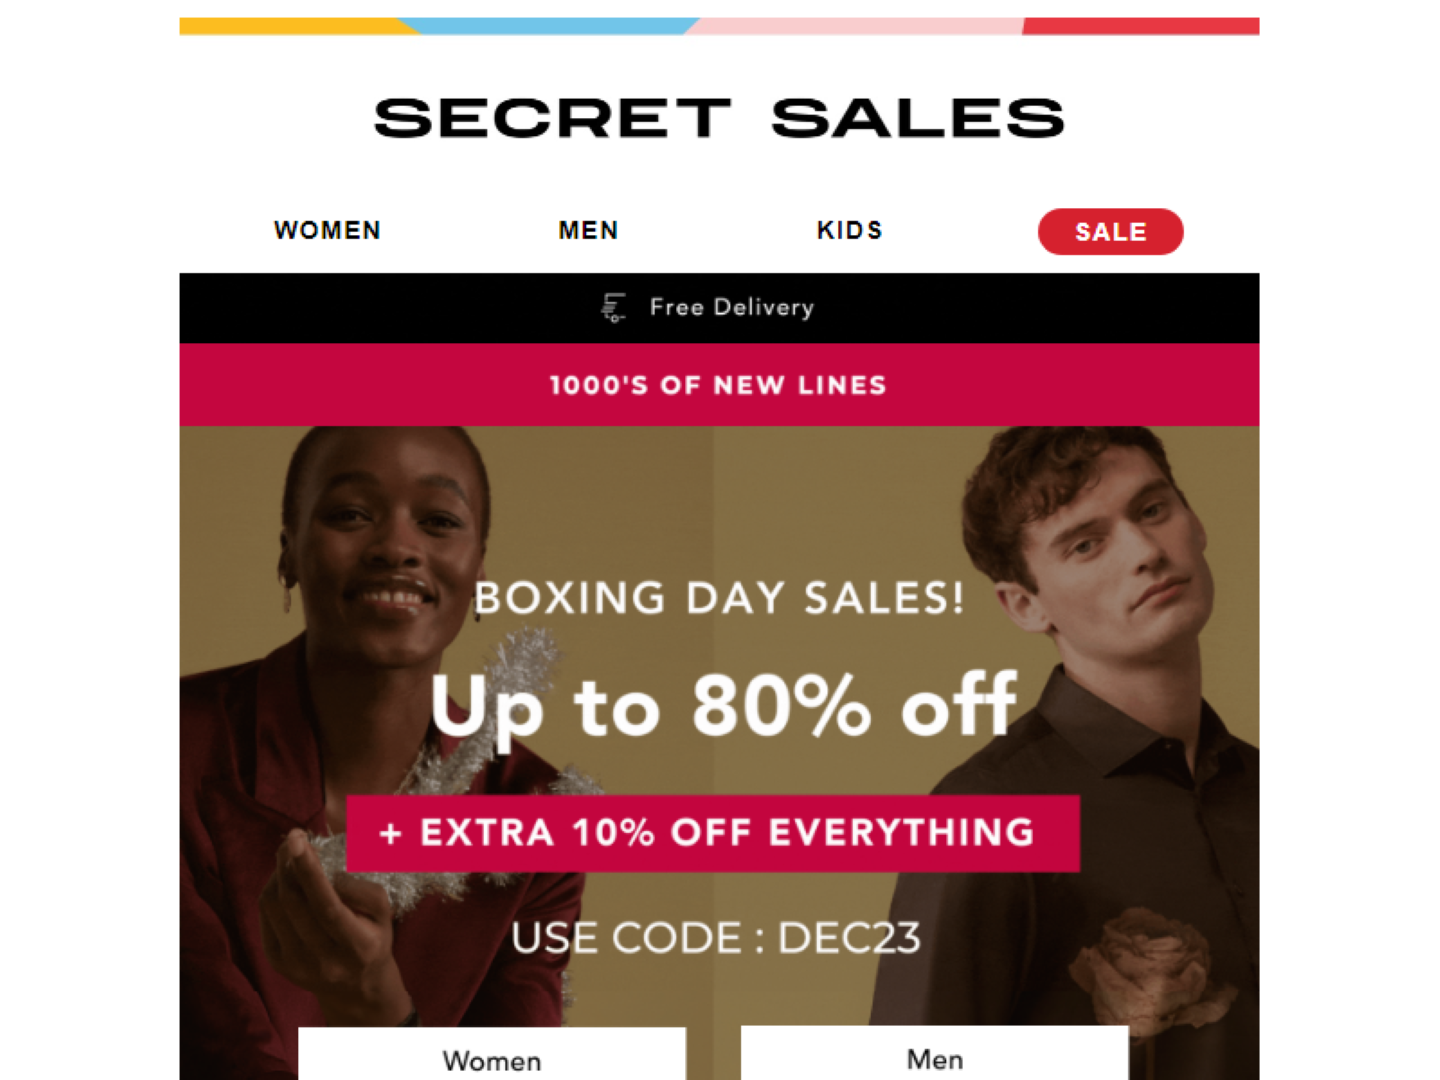 SECRET SALES
WOMEN MEN KIDS SALE
Free Delivery
1000'S OF NEW LINES
BOXING DAY SALES!
Up to 80% off
+ EXTRA 10% OFF EVERYTHING
USE CODE : DEC23
Women Men